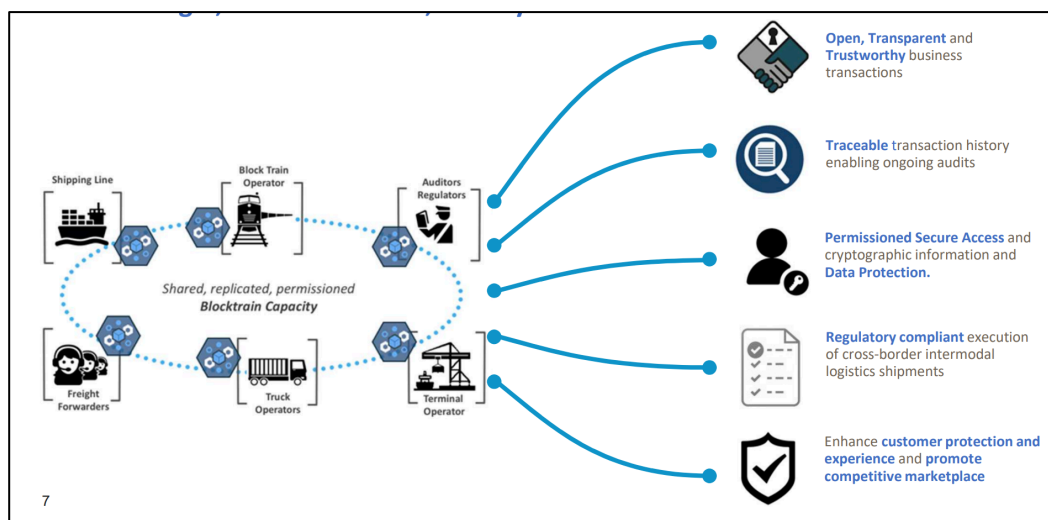 Shipping Line
Block Train
Operator
Auditors
Regulators
Shared, replicated, permissioned
Blocktrain Capacity
Freight
Forwarders
Truck
Operators
Terminal
Operator
Open, Transparent and
Trustworthy business
transactions
Traceable transaction history
enabling ongoing audits
Permissioned Secure Access and
cryptographic information and
Data Protection.
Regulatory compliant execution
of cross-border intermodal
logistics shipments
Enhance customer protection and
experience and promote
competitive marketplace
7